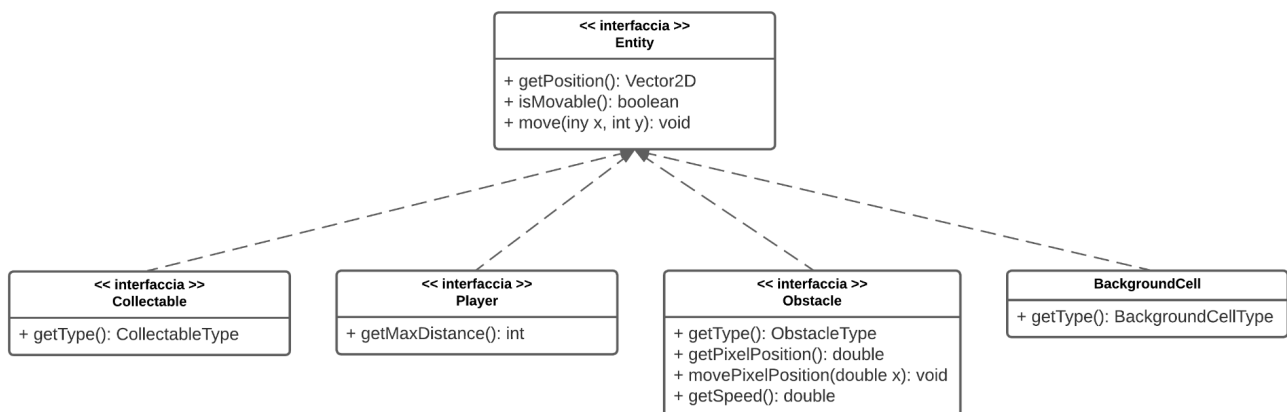 << interfaccia >>
Entity
+ getPosition(): Vector2D
+ isMovable(): boolean
+ move(iny x, int y): void
<< interfaccia >>
Collectable
+ getType(): CollectableType
<< interfaccia >>
Player
+ getMaxDistance(): int
<< interfaccia >>
Obstacle
+ getType(): ObstacleType
+ getPixelPosition(): double
+ movePixelPosition(double x): void
+ getSpeed(): double
BackgroundCell
+ getType(): BackgroundCellType